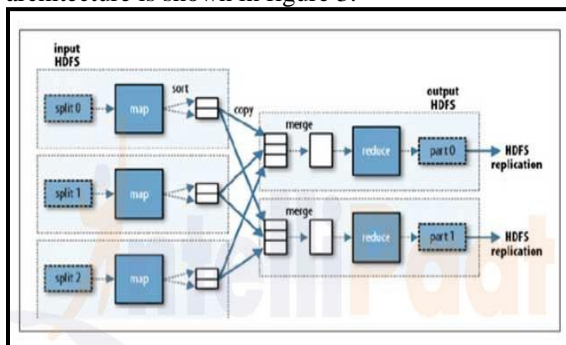 architecture is shown in figure 3.
input
HDFS
output
HDFS
sort
copy
merge
split 0
map
reduce
part 0
HDFS
replication
merge
split 1
map
reduce
part 1
HDFS
replication
split 2
map
intelliPaat